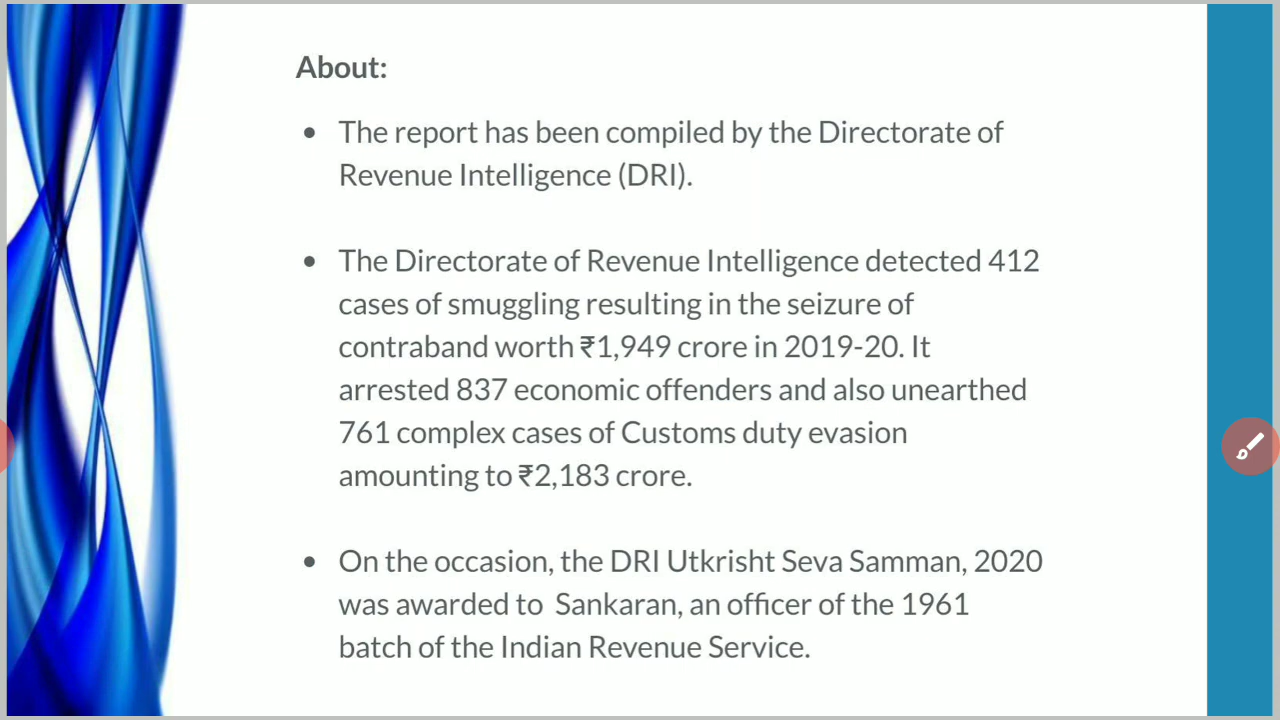 About:
• The report has been compiled by the Directorate of
Revenue Intelligence (DRI).
• The Directorate of Revenue Intelligence detected 412
cases of smuggling resulting in the seizure of
contraband worth ₹1,949 crore in 2019-20. It
arrested 837 economic offenders and also unearthed
761 complex cases of Customs duty evasion
amounting to ₹2,183 crore.
• On the occasion, the DRI Utkrisht Seva Samman, 2020
was awarded to  Sankaran, an officer of the 1961
batch of the Indian Revenue Service.